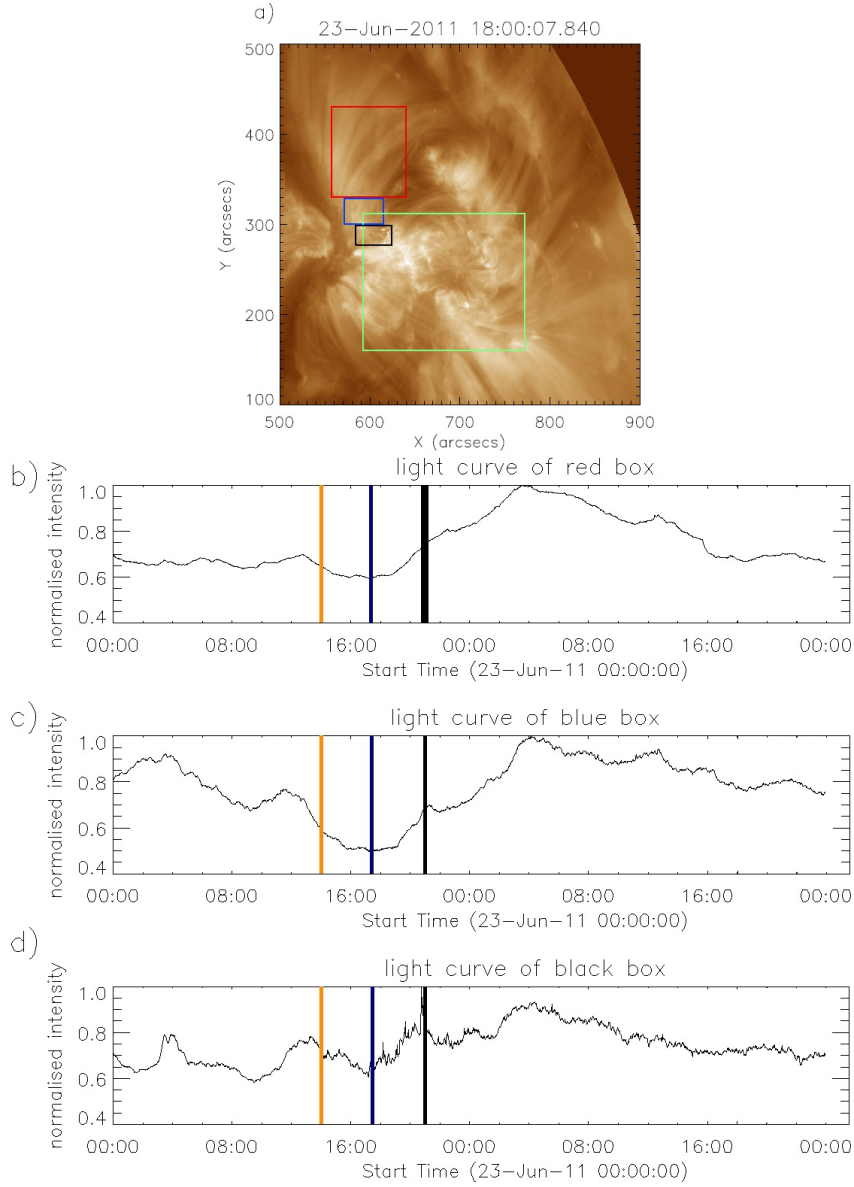 a)
23-Jun-2011 18:00:07.840
500
400
300
200
100
Y (arcsecs)
500 600 700 800 900
X (arcsecs)
b)
light curve of red box
normalised intensity
1.0
0.8
0.6
0.4
00:00 08:00 16:00 00:00 08:00 16:00 00:00
Start Time (23-Jun-11 00:00:00)
c)
light curve of blue box
normalised intensity
1.0
0.8
0.6
0.4
00:00 08:00 16:00 00:00 08:00 16:00 00:00
Start Time (23-Jun-11 00:00:00)
d)
light curve of black box
normalised intensity
1.0
0.8
0.6
0.4
00:00 08:00 16:00 00:00 08:00 16:00 00:00
Start Time (23-Jun-11 00:00:00)